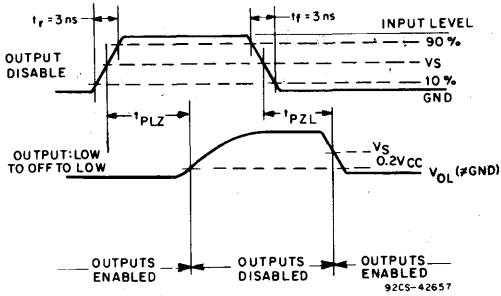 tr = 3ns
tf = 3ns
INPUT LEVEL
90 %
OUTPUT
DISABLE
VS
10 %
GND
tPLZ
tPZL
OUTPUT: LOW
TO OFF TO LOW
VS
0.2VCC
VOL (≠GND)
OUTPUTS
ENABLED
OUTPUTS
DISABLED
OUTPUTS
ENABLED
92CS-42657